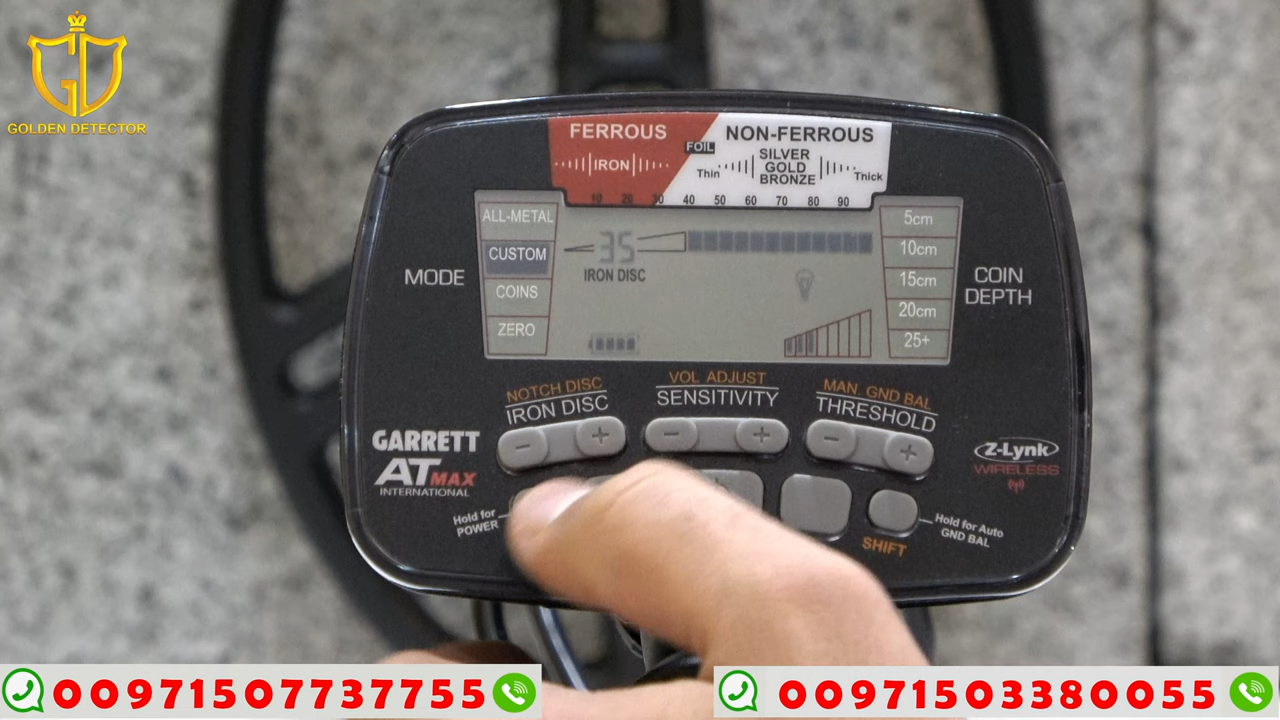 GD
GOLDEN DETECTOR
FERROUS
NON-FERROUS
IRON
FOIL
Thin
SILVER
GOLD
BRONZE
Thick
10 20 30 40 50 60 70 80 90
MODE
ALL-METAL
CUSTOM
COINS
ZERO
35
IRON DISC
5cm
10cm
15cm
20cm
25+
COIN
DEPTH
NOTCH DISC
IRON DISC
VOL ADJUST
SENSITIVITY
MAN. GND BAL
THRESHOLD
- +
- +
- +
GARRETT
AT MAX
INTERNATIONAL
Z-Lynk
WIRELESS
Hold for
POWER
SHIFT
Hold for Auto
GND BAL
00971507737755
00971503380055